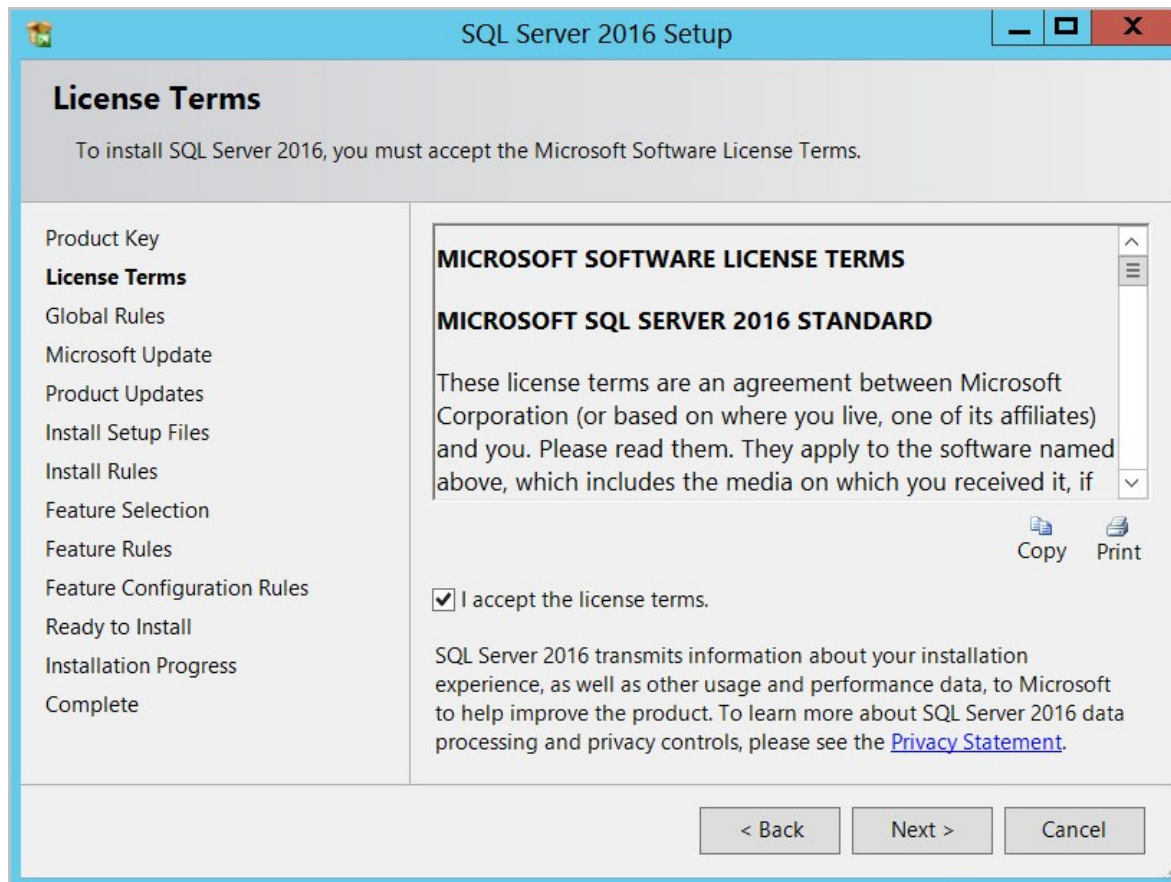 SQL Server 2016 Setup
License Terms
To install SQL Server 2016, you must accept the Microsoft Software License Terms.
Product Key
License Terms
Global Rules
Microsoft Update
Product Updates
Install Setup Files
Install Rules
Feature Selection
Feature Rules
Feature Configuration Rules
Ready to Install
Installation Progress
Complete
MICROSOFT SOFTWARE LICENSE TERMS
MICROSOFT SQL SERVER 2016 STANDARD
These license terms are an agreement between Microsoft
Corporation (or based on where you live, one of its affiliates)
and you. Please read them. They apply to the software named
above, which includes the media on which you received it, if
Copy Print
I accept the license terms.
SQL Server 2016 transmits information about your installation
experience, as well as other usage and performance data, to Microsoft
to help improve the product. To learn more about SQL Server 2016 data
processing and privacy controls, please see the Privacy Statement.
< Back Next > Cancel